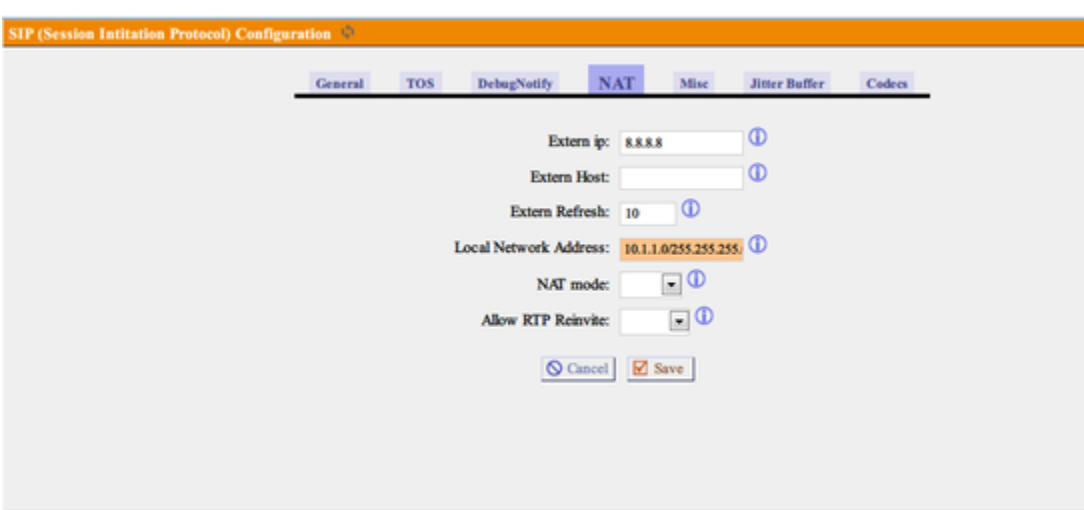 SIP (Session Intitation Protocol) Configuration
General TOS DebugNotify NAT Misc Jitter Buffer Codecs
Extern ip: 8.8.8.8
Extern Host:
Extern Refresh: 10
Local Network Address: 10.1.1.0/255.255.255.
NAT mode:
Allow RTP Reinvite:
Cancel Save